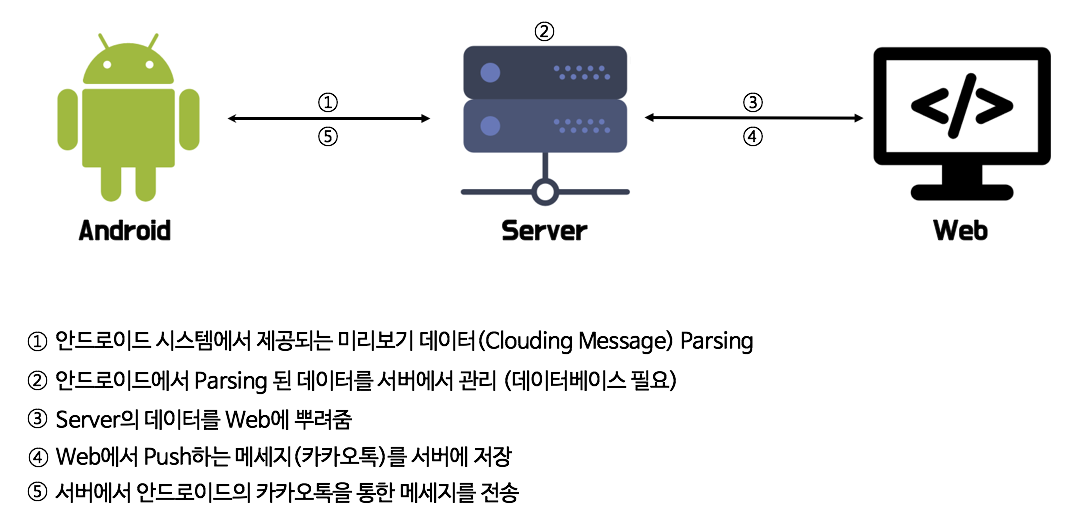 ②
①
⑤
③
④
</>
Android
Server
Web
① 안드로이드 시스템에서 제공되는 미리보기 데이터(Clouding Message) Parsing
② 안드로이드에서 Parsing 된 데이터를 서버에서 관리 (데이터베이스 필요)
③ Server의 데이터를 Web에 뿌려줌
④ Web에서 Push하는 메세지(카카오톡)를 서버에 저장
⑤ 서버에서 안드로이드의 카카오톡을 통한 메세지를 전송